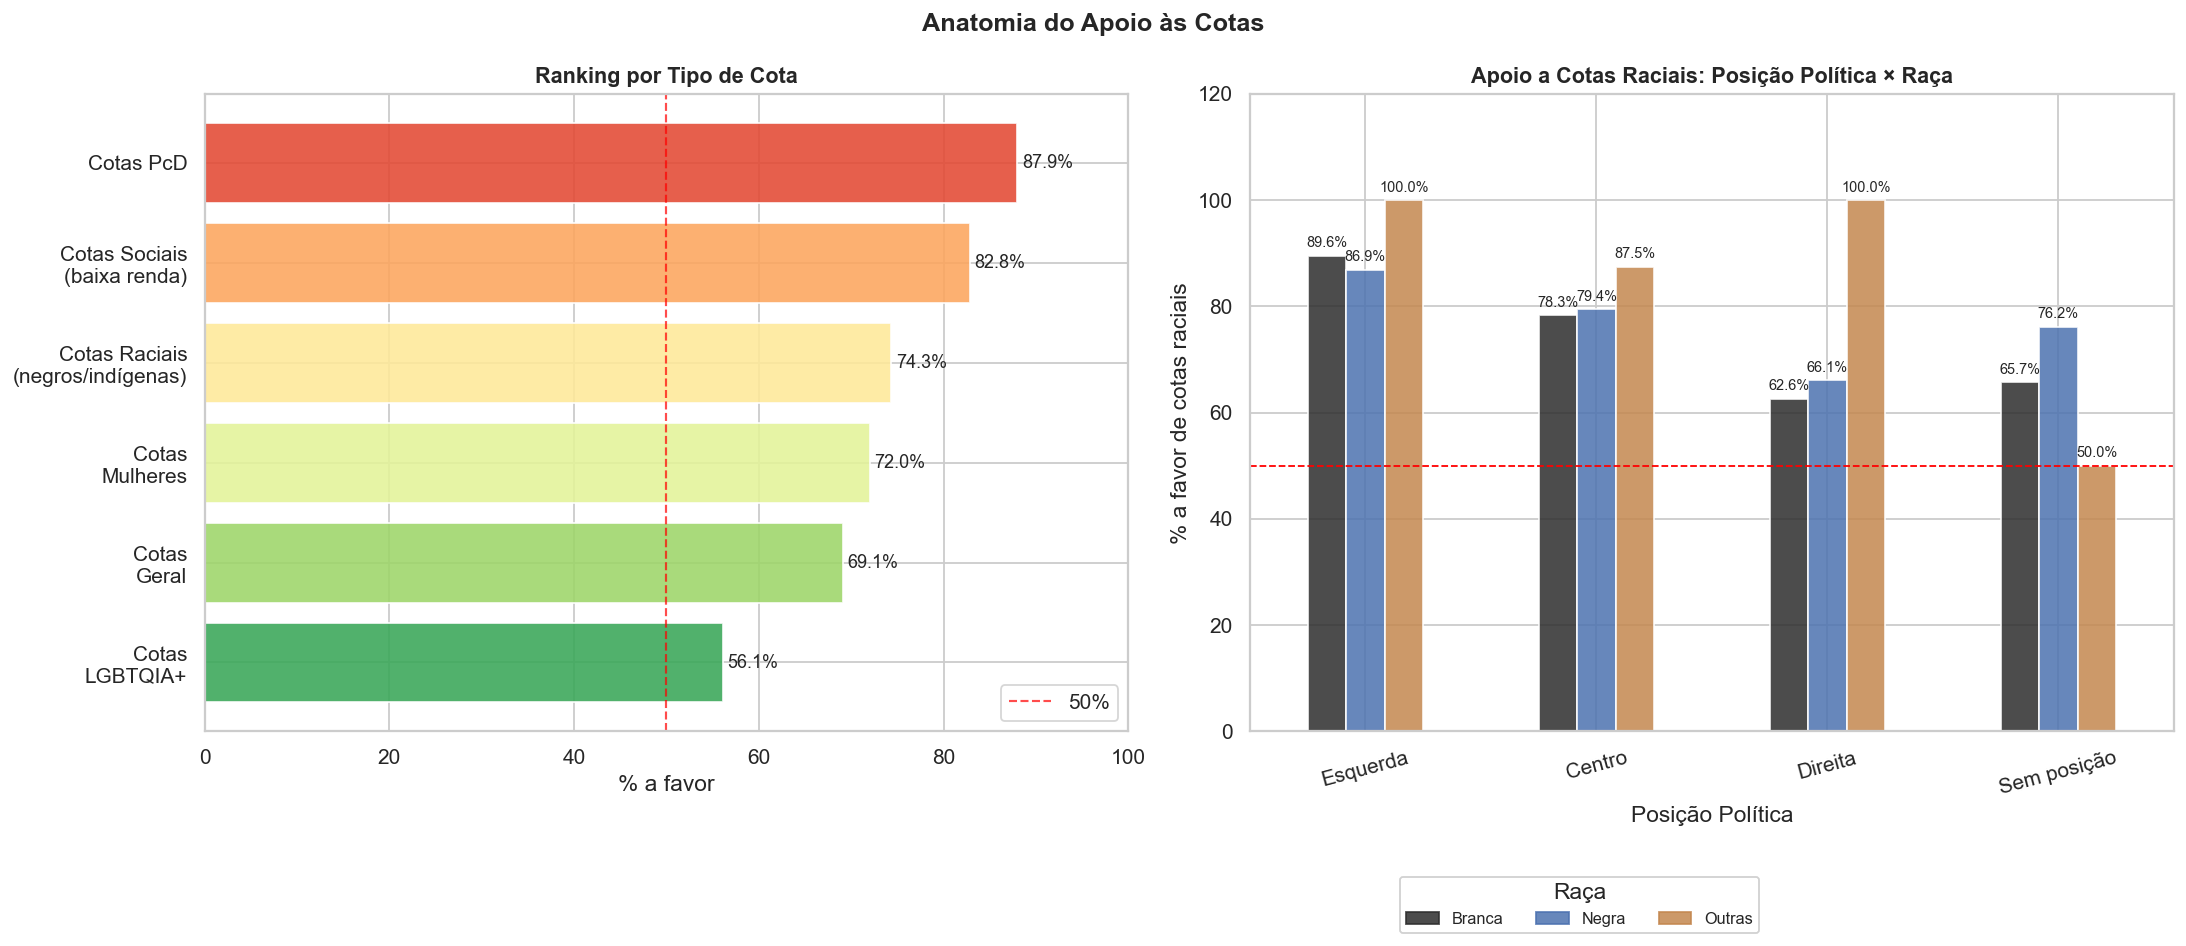 Anatomia do Apoio às Cotas
Ranking por Tipo de Cota
Cotas PcD
87.9%
Cotas Sociais
(baixa renda)
82.8%
Cotas Raciais
(negros/indígenas)
74.3%
Cotas
Mulheres
72.0%
Cotas
Geral
69.1%
Cotas
LGBTQIA+
56.1%
50%
0 20 40 60 80 100
% a favor
Apoio a Cotas Raciais: Posição Política × Raça
% a favor de cotas raciais
120
100
80
60
40
20
0
89.6% 86.9% 100.0%
78.3% 79.4% 87.5%
62.6% 66.1% 100.0%
65.7% 76.2% 50.0%
Esquerda Centro Direita Sem posição
Posição Política
Raça
Branca Negra Outras